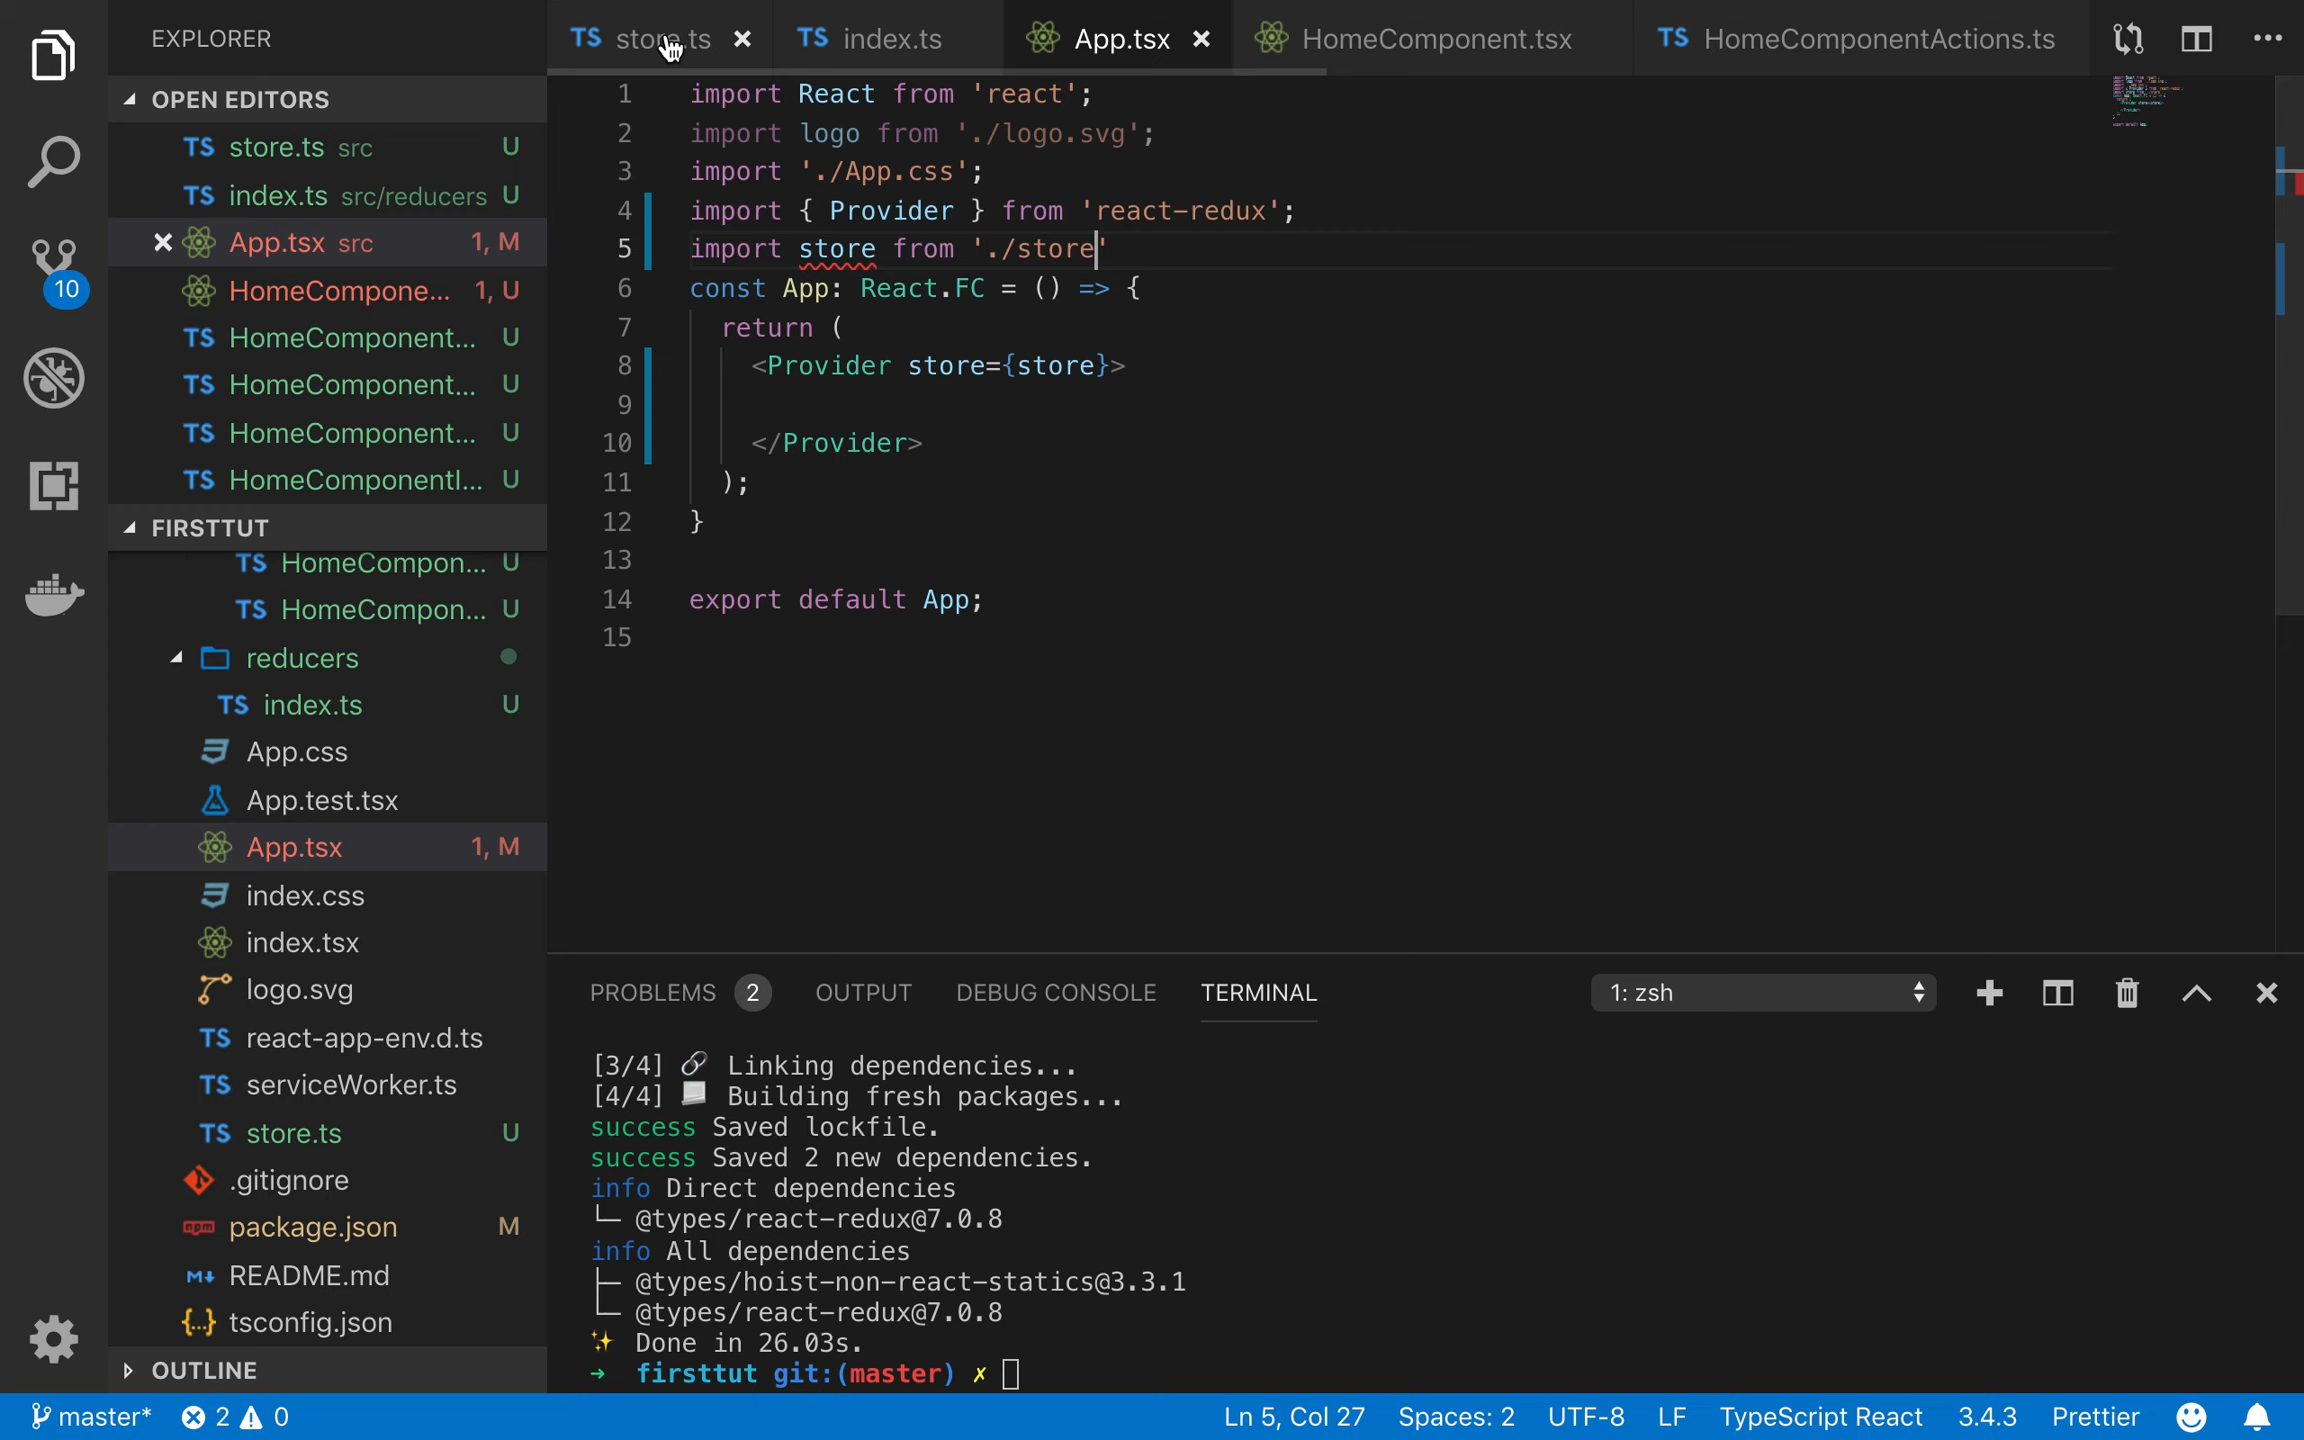 EXPLORER
OPEN EDITORS
TS store.ts src U
TS index.ts src/reducers U
App.tsx src 1, M
HomeCompone... 1, U
TS HomeComponent... U
TS HomeComponent... U
TS HomeComponent... U
TS HomeComponentI... U
FIRSTTUT
TS HomeCompon... U
TS HomeCompon... U
reducers
TS index.ts U
App.css
App.test.tsx
App.tsx 1, M
index.css
index.tsx
logo.svg
TS react-app-env.d.ts
TS serviceWorker.ts
TS store.ts U
.gitignore
npm package.json M
M↓ README.md
{..} tsconfig.json
OUTLINE
10
TS store.ts
TS index.ts
App.tsx
HomeComponent.tsx
TS HomeComponentActions.ts
1 import React from 'react';
2 import logo from './logo.svg';
3 import './App.css';
4 import { Provider } from 'react-redux';
5 import store from './store'
6 const App: React.FC = () => {
7 return (
8 <Provider store={store}>
9
10 </Provider>
11 );
12 }
13
14 export default App;
15
PROBLEMS 2 OUTPUT DEBUG CONSOLE TERMINAL 1: zsh
[3/4] 🔗 Linking dependencies...
[4/4] 📃 Building fresh packages...
success Saved lockfile.
success Saved 2 new dependencies.
info Direct dependencies
└─ @types/react-redux@7.0.8
info All dependencies
├─ @types/hoist-non-react-statics@3.3.1
└─ @types/react-redux@7.0.8
✨ Done in 26.03s.
→ firsttut git:(master) ✗
master* 2 0 Ln 5, Col 27 Spaces: 2 UTF-8 LF TypeScript React 3.4.3 Prettier